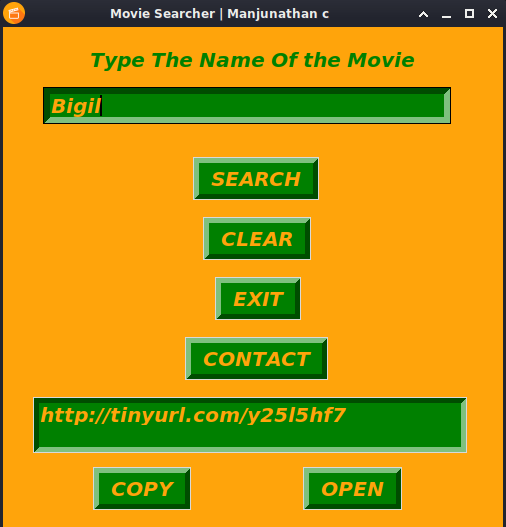 Movie Searcher | Manjunathan c
Type The Name Of the Movie
Bigil
SEARCH
CLEAR
EXIT
CONTACT
http://tinyurl.com/y25l5hf7
COPY OPEN